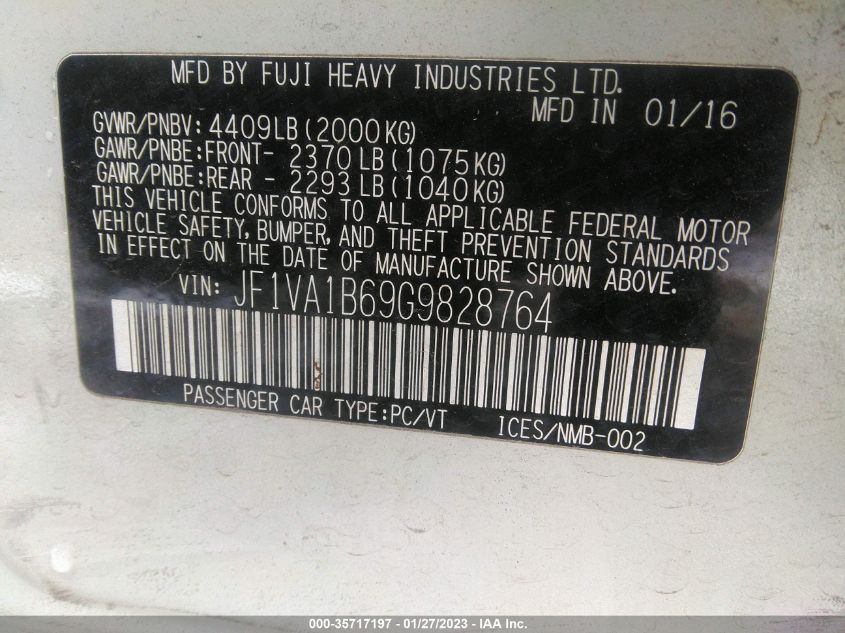 MFD BY FUJI HEAVY INDUSTRIES LTD.
MFD IN 01/16
GVWR/PNBV: 4409LB(2000KG)
GAWR/PNBE:FRONT- 2370LB(1075KG)
GAWR/PNBE:REAR - 2293LB(1040KG)
THIS VEHICLE CONFORMS TO ALL APPLICABLE FEDERAL MOTOR
VEHICLE SAFETY, BUMPER, AND THEFT PREVENTION STANDARDS
IN EFFECT ON THE DATE OF MANUFACTURE SHOWN ABOVE.
VIN: JF1VA1B69G9828764
PASSENGER CAR TYPE:PC/VT ICES/NMB-002
000-35717197 - 01/27/2023 - IAA Inc.